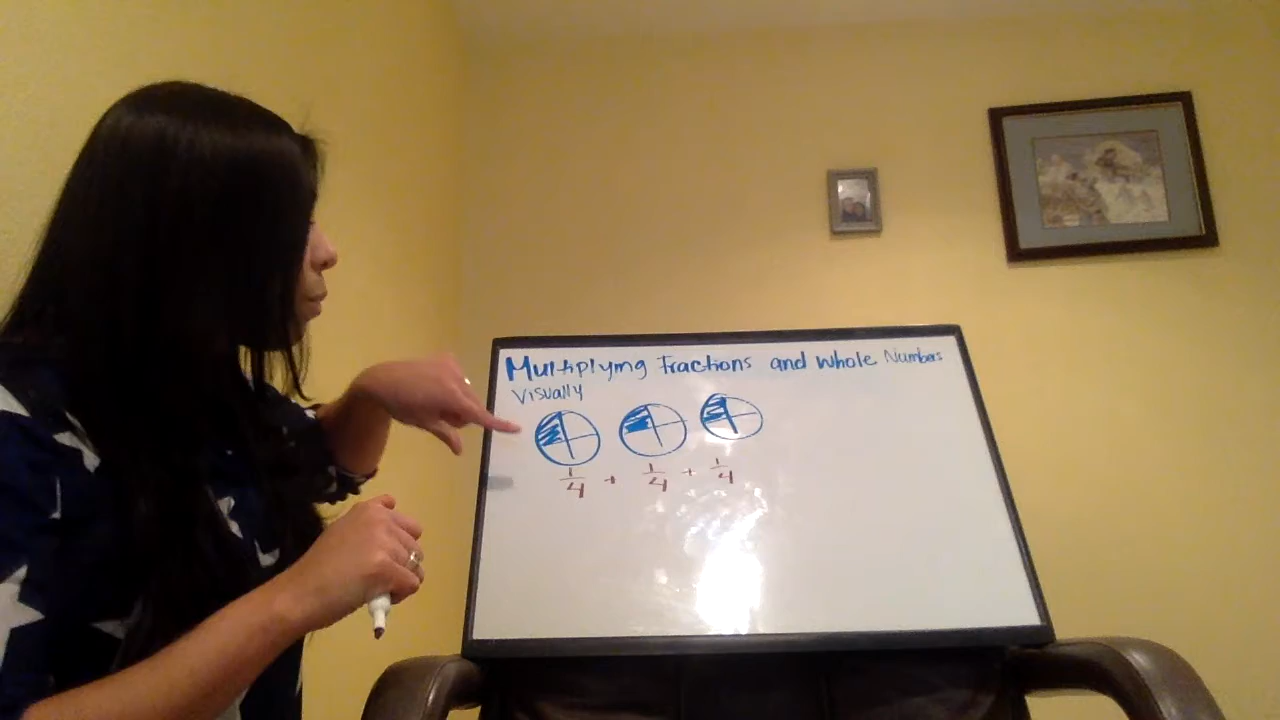 Multiplying Fractions and Whole Numbers
Visually
1/4 + 1/4 + 1/4